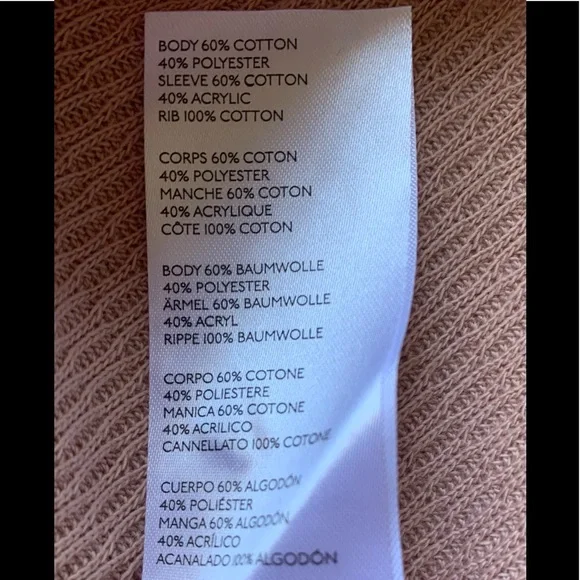 BODY 60% COTTON
40% POLYESTER
SLEEVE 60% COTTON
40% ACRYLIC
RIB 100% COTTON
CORPS 60% COTON
40% POLYESTER
MANCHE 60% COTON
40% ACRYLIQUE
CÔTE 100% COTON
BODY 60% BAUMWOLLE
40% POLYESTER
ÄRMEL 60% BAUMWOLLE
40% ACRYL
RIPPE 100% BAUMWOLLE
CORPO 60% COTONE
40% POLIESTERE
MANICA 60% COTONE
40% ACRILICO
CANNELLATO 100% COTONE
CUERPO 60% ALGODÓN
40% POLIÉSTER
MANGA 60% ALGODÓN
40% ACRÍLICO
ACANALADO 100% ALGODÓN